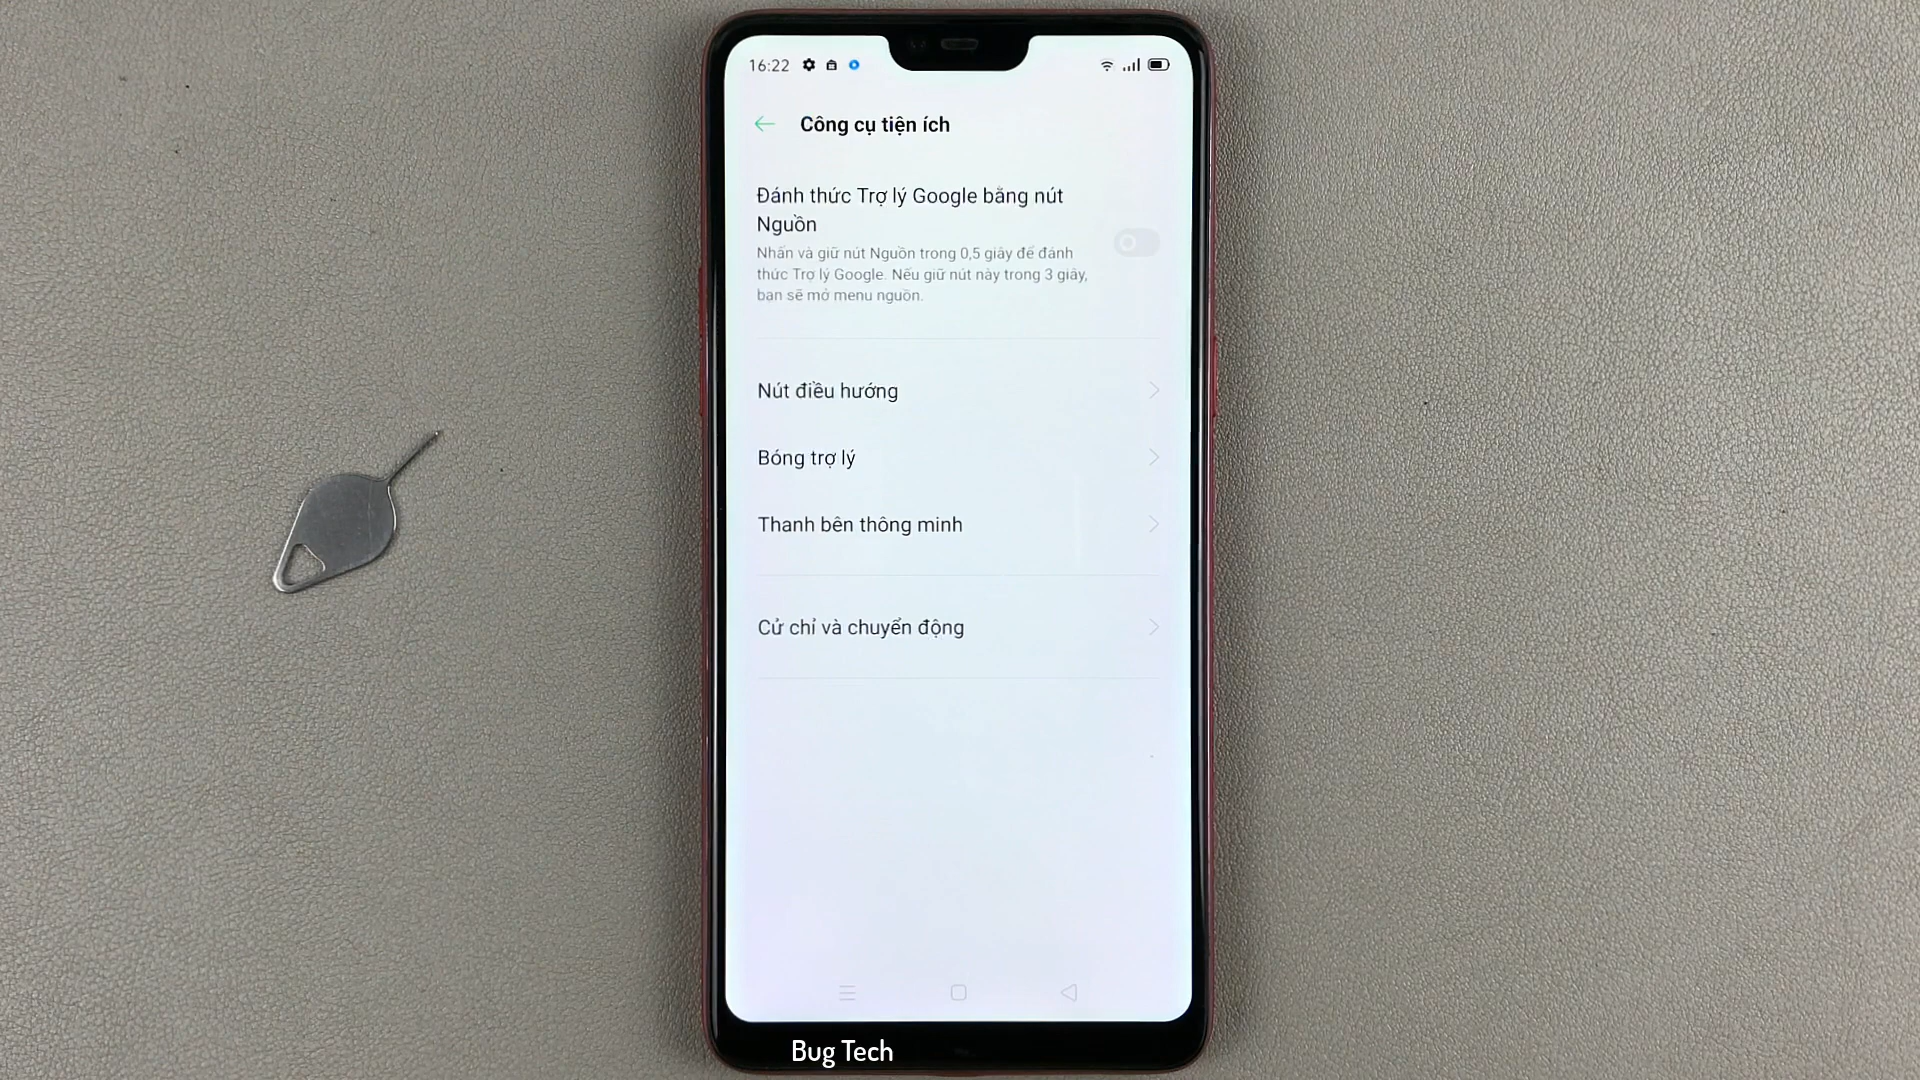 16:22
Công cụ tiện ích
Đánh thức Trợ lý Google bằng nút
Nguồn
Nhấn và giữ nút Nguồn trong 0,5 giây để đánh
thức Trợ lý Google. Nếu giữ nút này trong 3 giây,
bạn sẽ mở menu nguồn.
Nút điều hướng
Bóng trợ lý
Thanh bên thông minh
Cử chỉ và chuyển động
Bug Tech